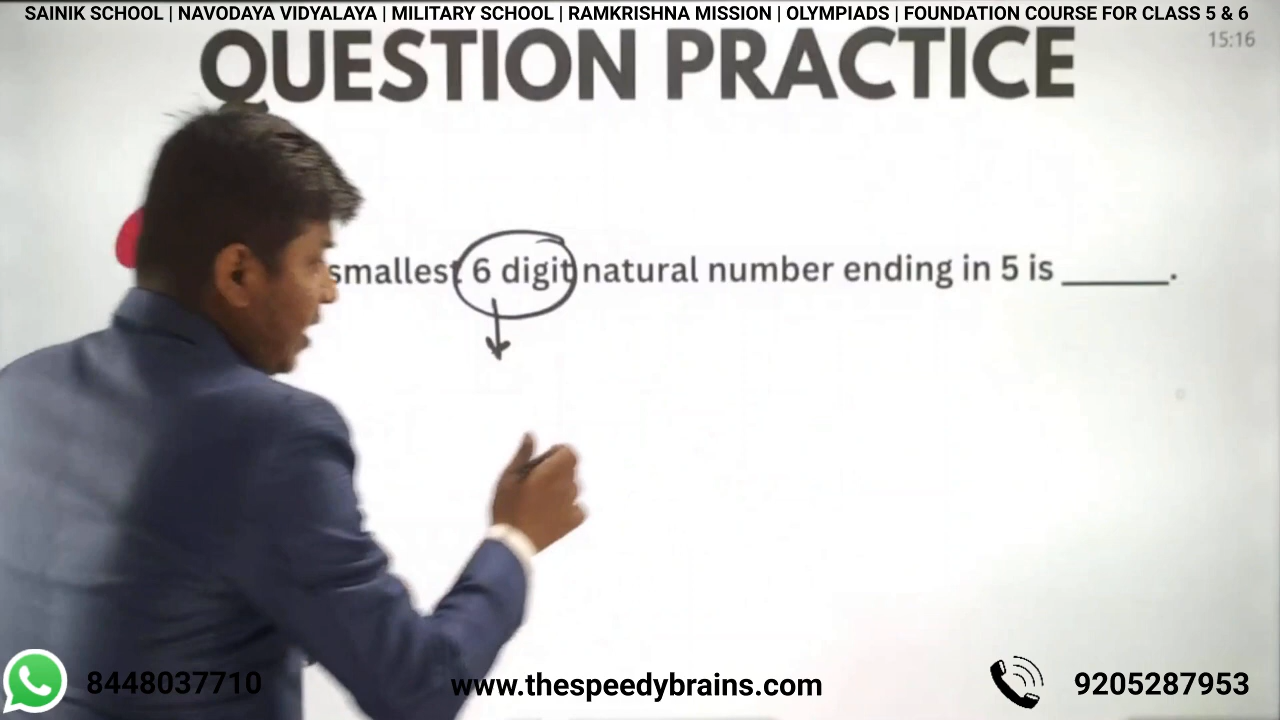 SAINIK SCHOOL | NAVODAYA VIDYALAYA | MILITARY SCHOOL | RAMKRISHNA MISSION | OLYMPIADS | FOUNDATION COURSE FOR CLASS 5 & 6
15:16
QUESTION PRACTICE
smallest 6 digit natural number ending in 5 is ______.
8448037710 www.thespeedybrains.com 9205287953